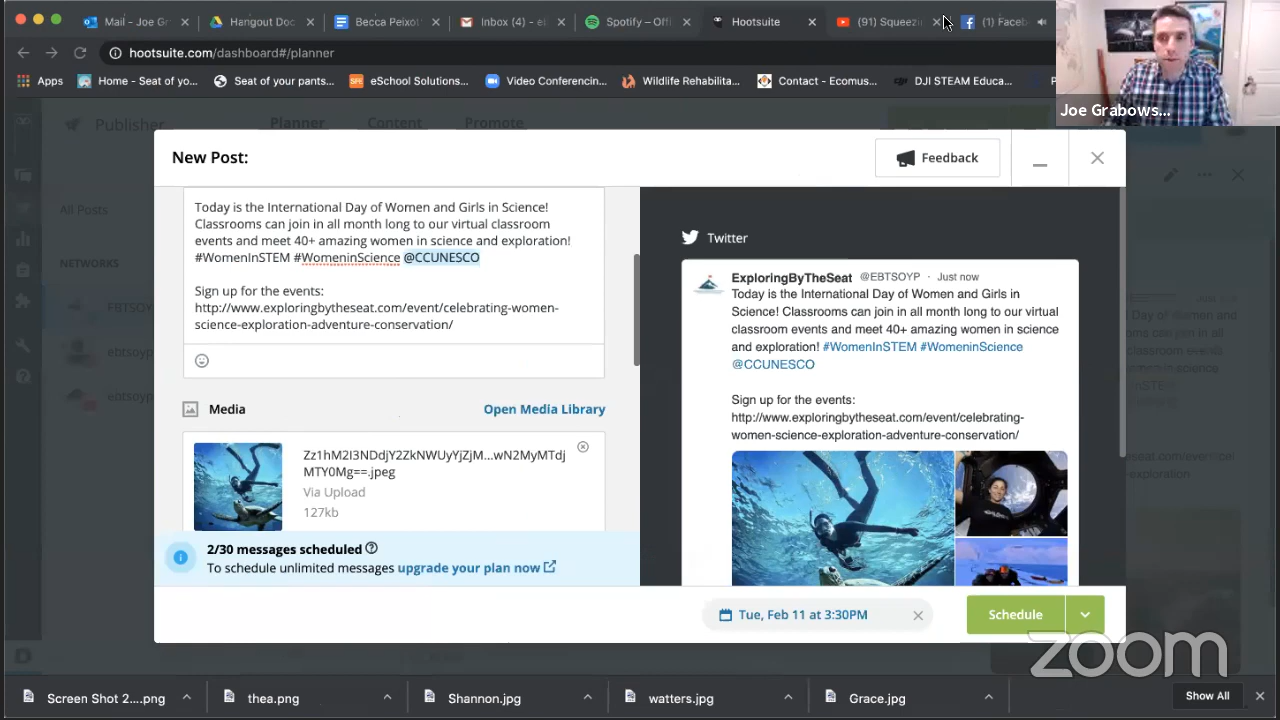 Mail - Joe Gr
Hangout Doc
Becca Peixot
Inbox (4) - e
Spotify – Offi
Hootsuite
(91) Squeezi
(1) Faceb
hootsuite.com/dashboard#/planner
Apps
Home - Seat of yo...
Seat of your pants...
eSchool Solutions...
Video Conferencin...
Wildlife Rehabilita...
Contact - Ecomus...
DJI STEAM Educa...
Joe Grabows...
Publisher
Planner
Content
Promote
All Posts
NETWORKS
EBTSOY
ebtsoyp
ebtsoyp
New Post:
Feedback
Today is the International Day of Women and Girls in Science!
Classrooms can join in all month long to our virtual classroom
events and meet 40+ amazing women in science and exploration!
#WomenInSTEM #WomeninScience @CCUNESCO
Sign up for the events:
http://www.exploringbytheseat.com/event/celebrating-women-
science-exploration-adventure-conservation/
Media
Open Media Library
Zz1hM2I3NDdjY2ZkNWUyYjZjM...wN2MyMTdj
MTY0Mg==.jpeg
Via Upload
127kb
2/30 messages scheduled
To schedule unlimited messages upgrade your plan now
Twitter
ExploringByTheSeat @EBTSOYP · Just now
Today is the International Day of Women and Girls in
Science! Classrooms can join in all month long to our virtual
classroom events and meet 40+ amazing women in science
and exploration! #WomenInSTEM #WomeninScience
@CCUNESCO
Sign up for the events:
http://www.exploringbytheseat.com/event/celebrating-
women-science-exploration-adventure-conservation/
Tue, Feb 11 at 3:30PM
Schedule
zoom
Screen Shot 2....png
thea.png
Shannon.jpg
watters.jpg
Grace.jpg
Show All